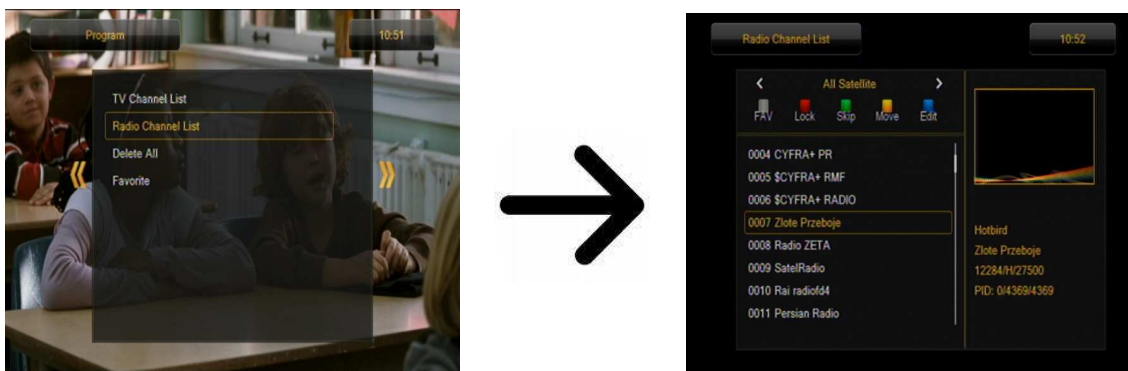 Program
10:51
TV Channel List
Radio Channel List
Delete All
Favorite
Radio Channel List
10:52
All Satellite
FAV Lock Skip Move Edit
0004 CYFRA+ PR
0005 $CYFRA+ RMF
0006 $CYFRA+ RADIO
0007 Zlote Przeboje
0008 Radio ZETA
0009 SatelRadio
0010 Rai radiofd4
0011 Persian Radio
Hotbird
Zlote Przeboje
12284/H/27500
PID: 0/4369/4369